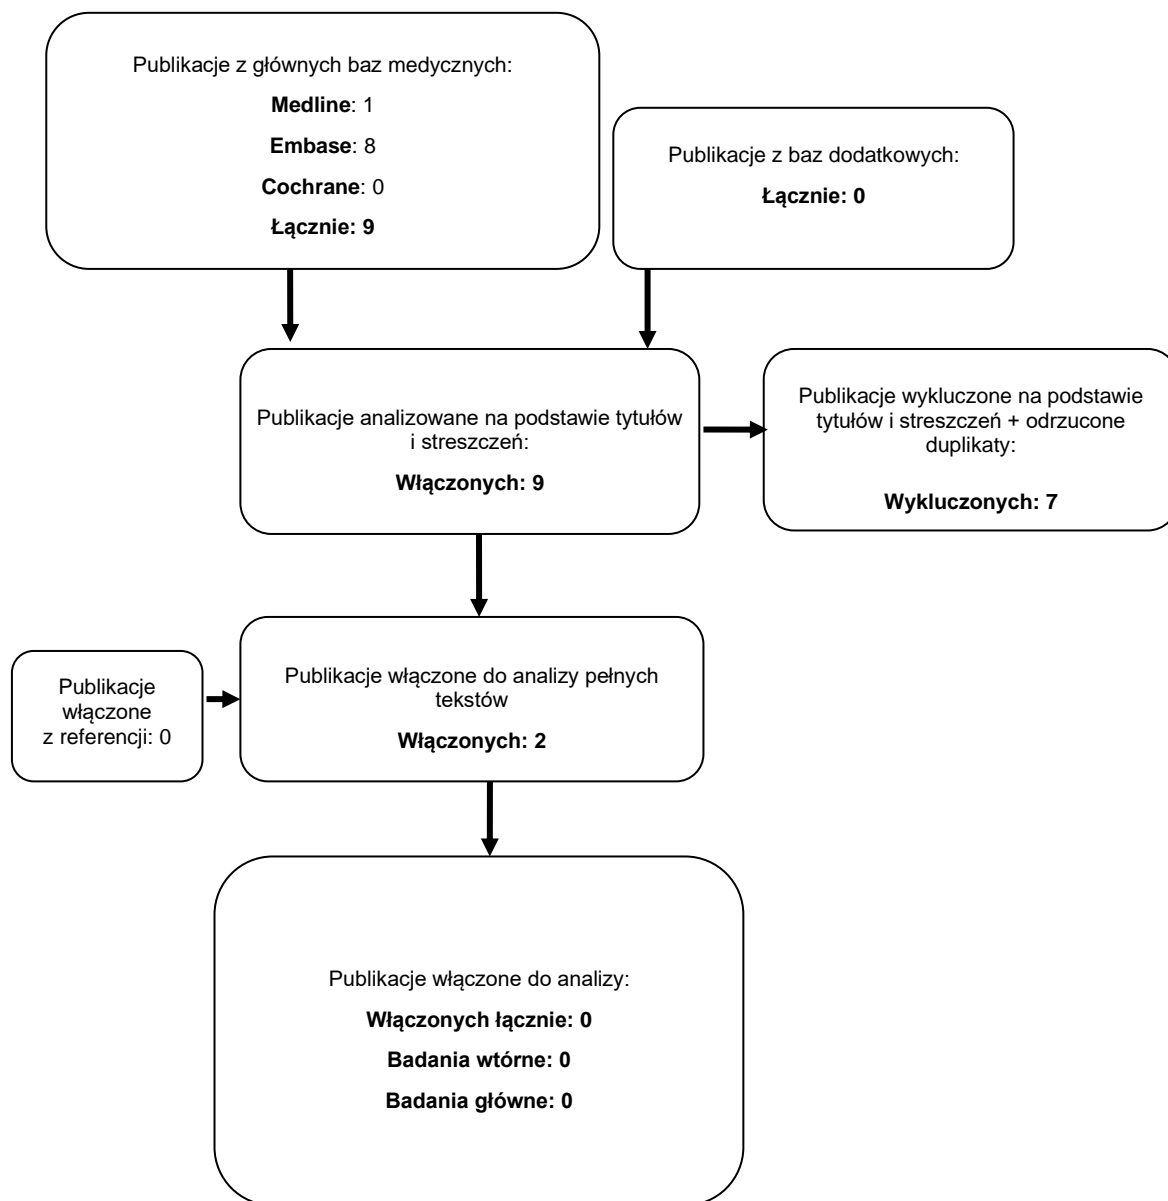 Publikacje z głównych baz medycznych:
Medline: 1
Embase: 8
Cochrane: 0
Łącznie: 9
Publikacje z baz dodatkowych:
Łącznie: 0
Publikacje analizowane na podstawie tytułów
i streszczeń:
Włączonych: 9
Publikacje wykluczone na podstawie
tytułów i streszczeń + odrzucone
duplikaty:
Wykluczonych: 7
Publikacje
włączone
z referencji: 0
Publikacje włączone do analizy pełnych
tekstów
Włączonych: 2
Publikacje włączone do analizy:
Włączonych łącznie: 0
Badania wtórne: 0
Badania główne: 0